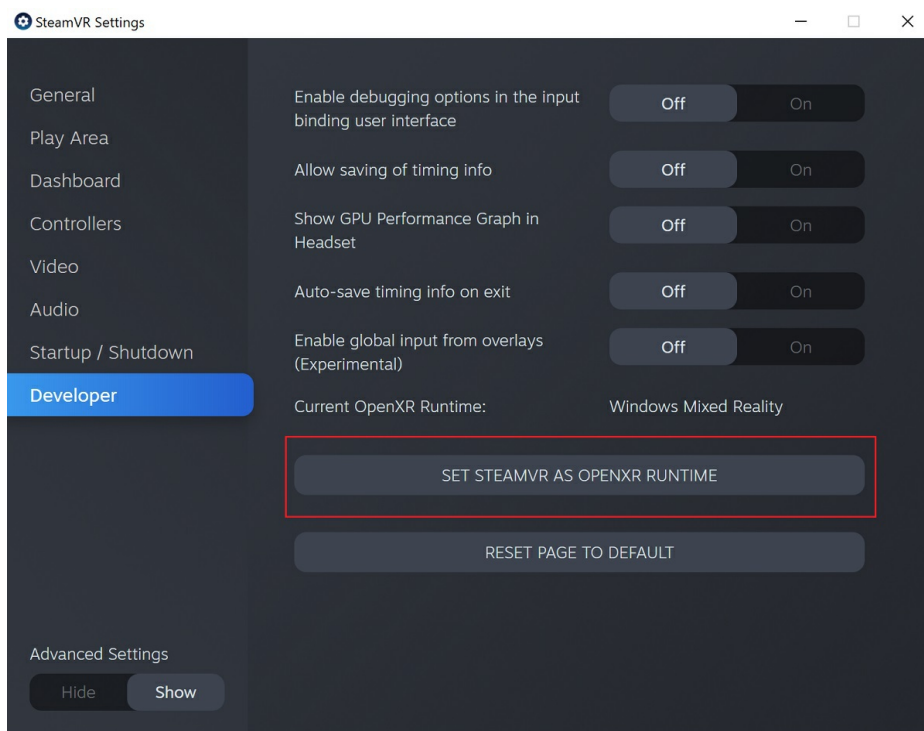 SteamVR Settings
General
Play Area
Dashboard
Controllers
Video
Audio
Startup / Shutdown
Developer
Advanced Settings
Hide Show
Enable debugging options in the input
binding user interface
Off On
Allow saving of timing info
Off On
Show GPU Performance Graph in
Headset
Off On
Auto-save timing info on exit
Off On
Enable global input from overlays
(Experimental)
Off On
Current OpenXR Runtime: Windows Mixed Reality
SET STEAMVR AS OPENXR RUNTIME
RESET PAGE TO DEFAULT